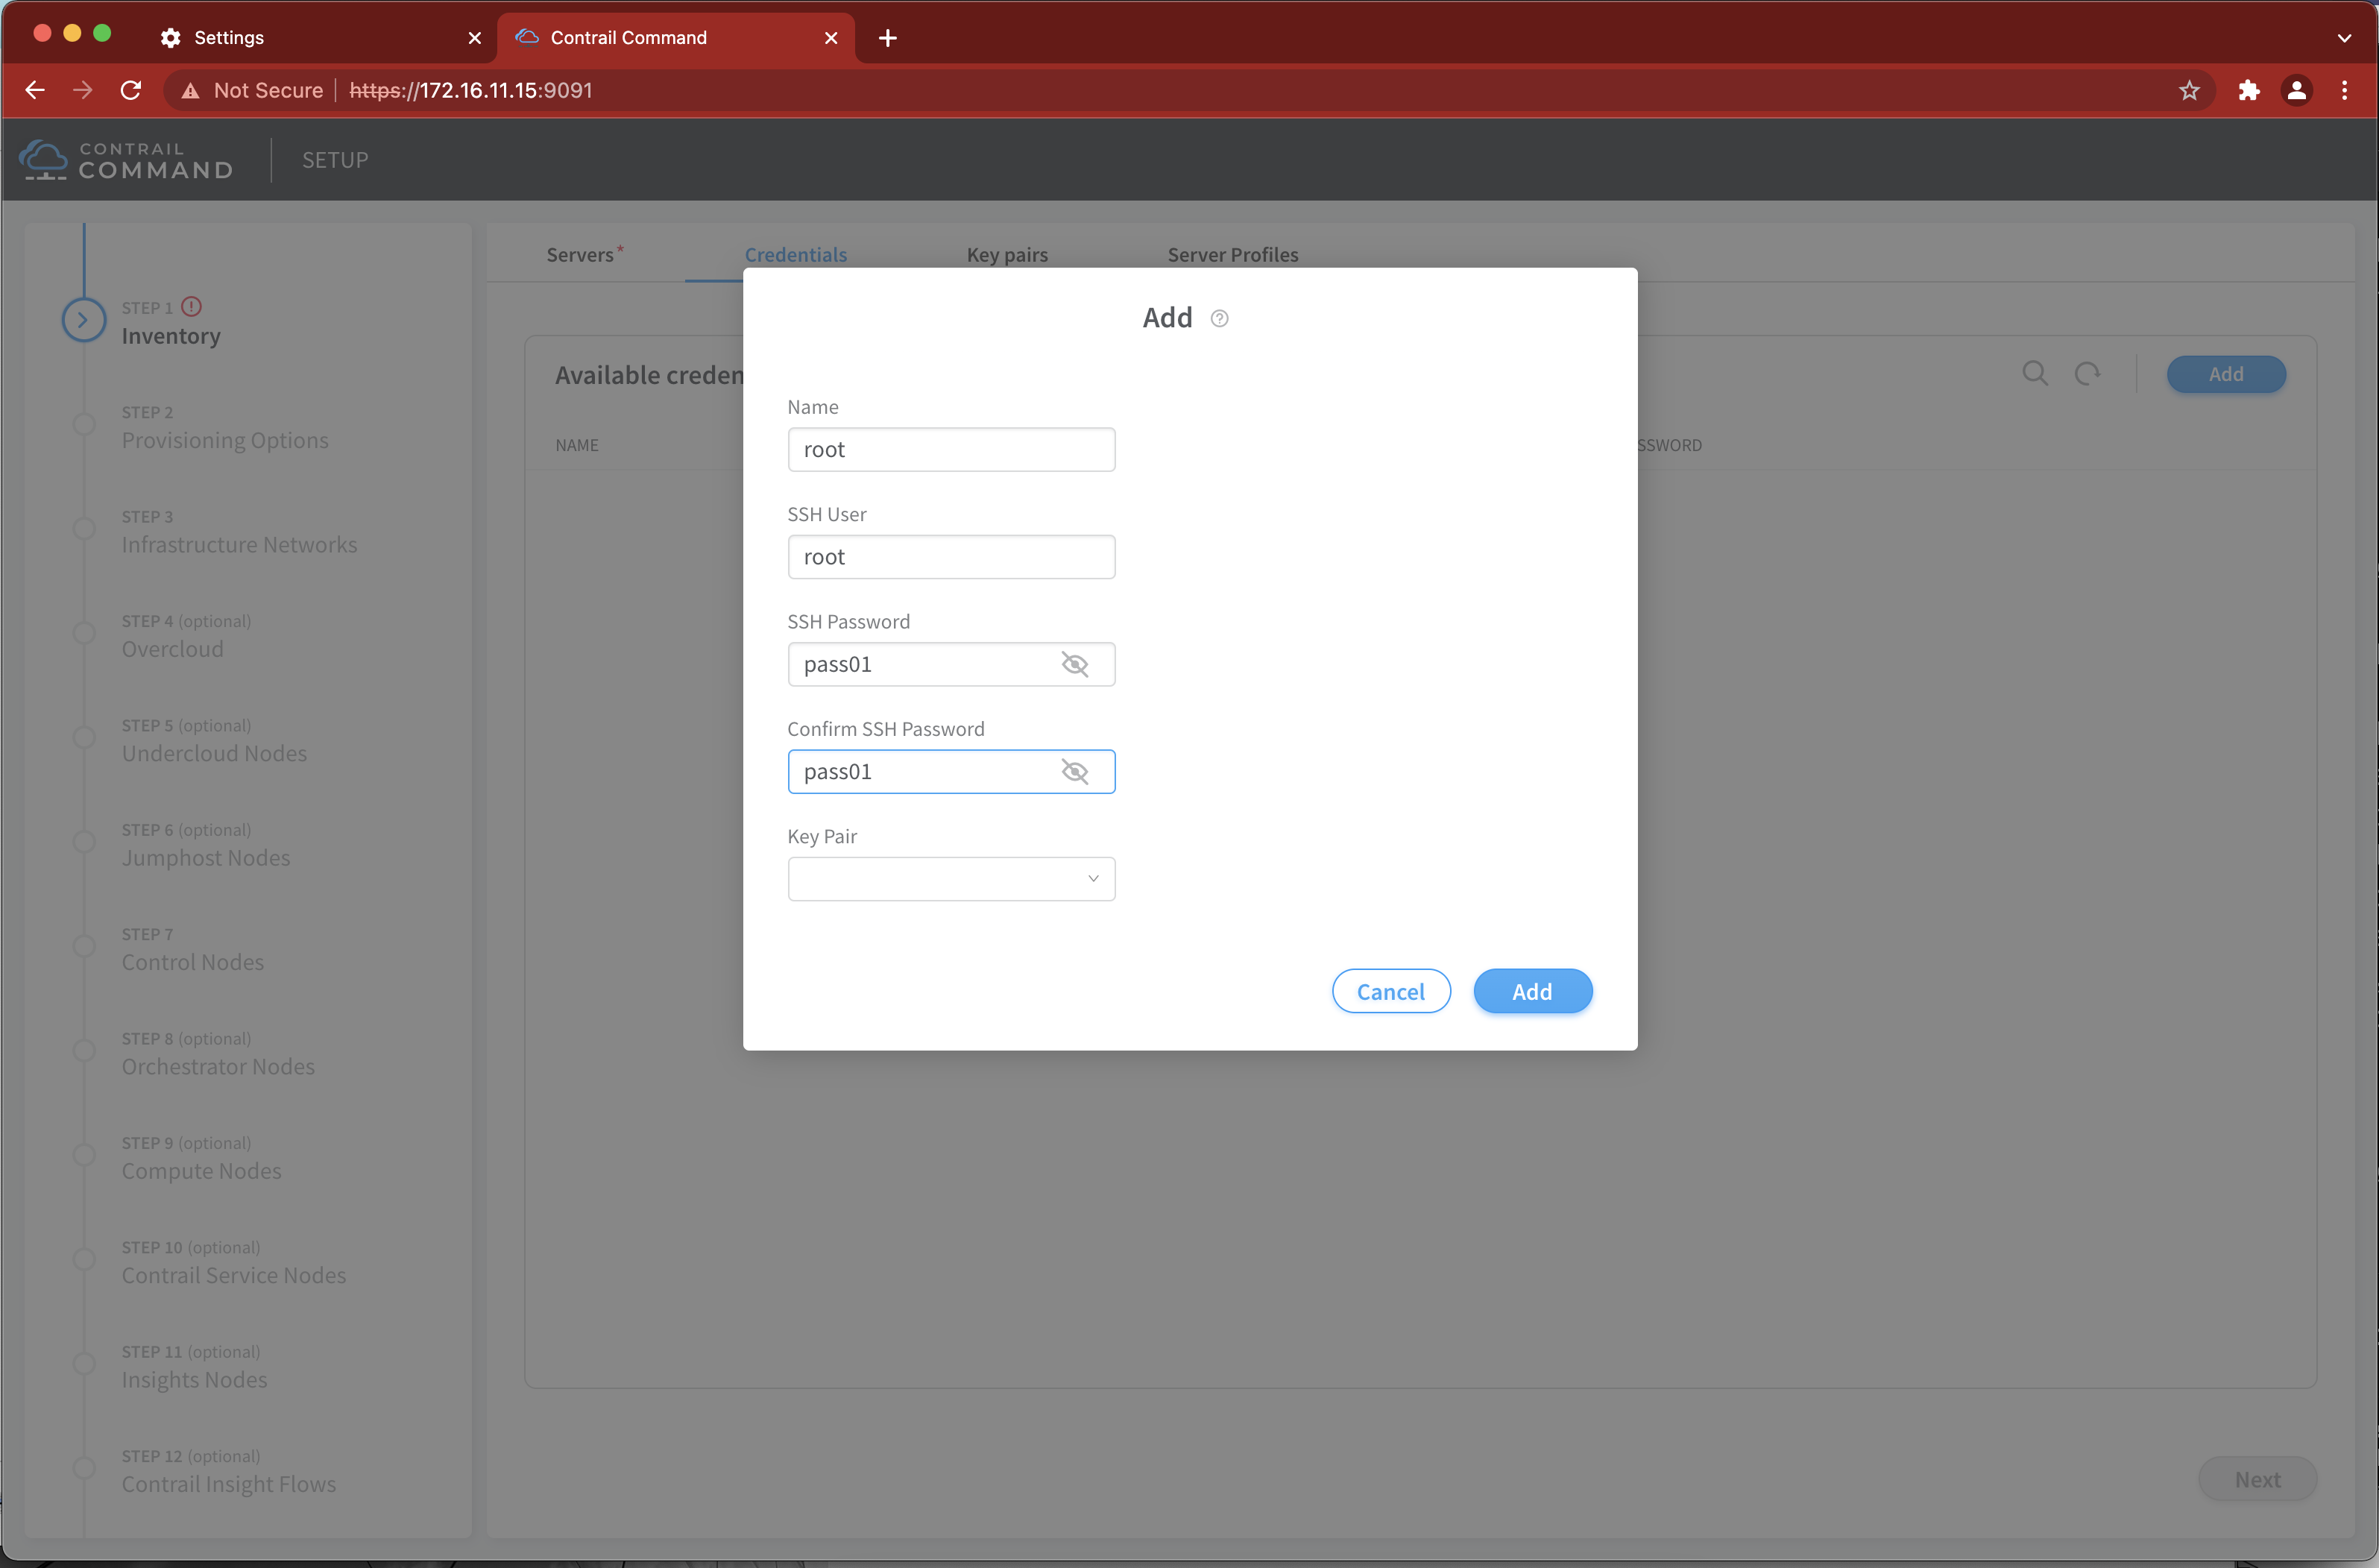 Settings
Contrail Command
Not Secure
https://172.16.11.15:9091
CONTRAIL
COMMAND
SETUP
STEP 1
Inventory
STEP 2
Provisioning Options
STEP 3
Infrastructure Networks
STEP 4 (optional)
Overcloud
STEP 5 (optional)
Undercloud Nodes
STEP 6 (optional)
Jumphost Nodes
STEP 7
Control Nodes
STEP 8 (optional)
Orchestrator Nodes
STEP 9 (optional)
Compute Nodes
STEP 10 (optional)
Contrail Service Nodes
STEP 11 (optional)
Insights Nodes
STEP 12 (optional)
Contrail Insight Flows
Servers*
Credentials
Key pairs
Server Profiles
Available creden
Add
NAME
SSWORD
Add
Name
root
SSH User
root
SSH Password
pass01
Confirm SSH Password
pass01
Key Pair
Cancel
Add
Next